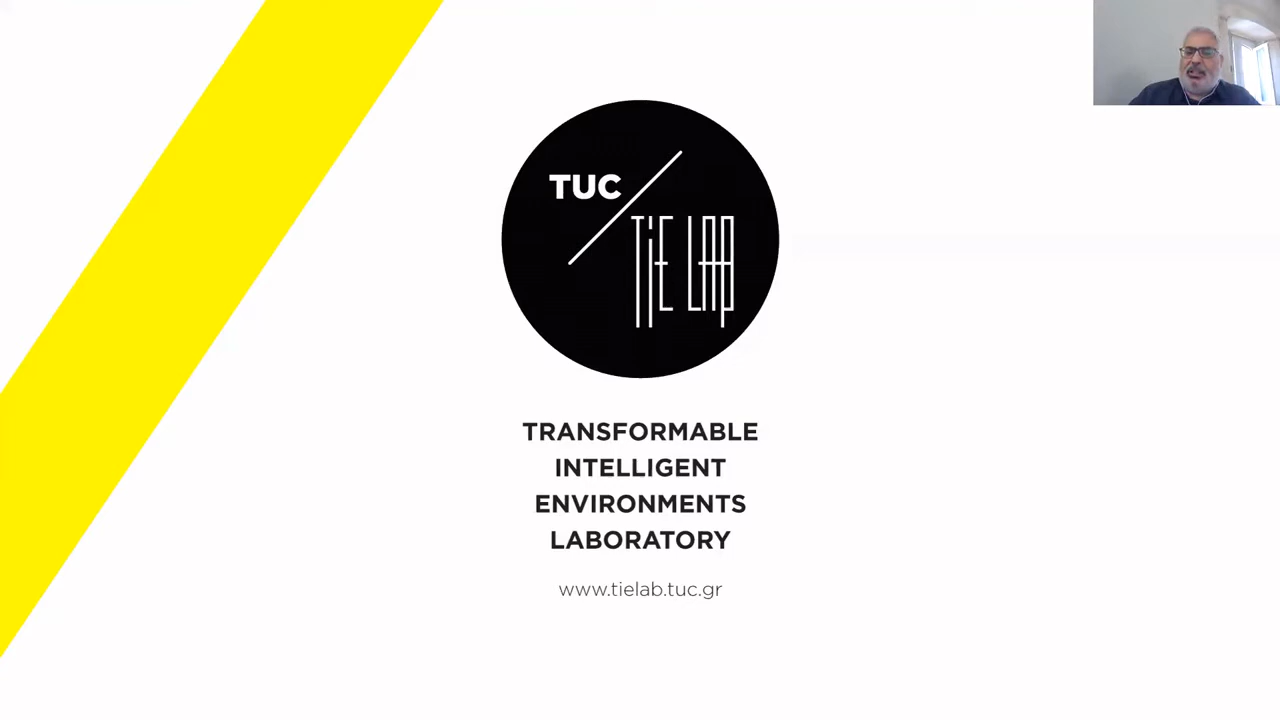 TUC
TiE LAB
TRANSFORMABLE
INTELLIGENT
ENVIRONMENTS
LABORATORY
www.tielab.tuc.gr